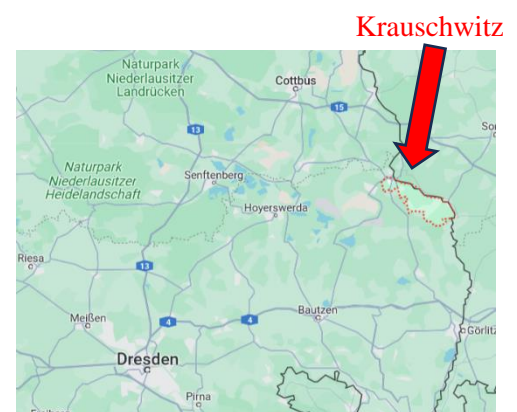 Krauschwitz
Naturpark
Niederlausitzer
Landrücken
Cottbus
15
13
So
Naturpark
Niederlausitzer
Heidelandschaft
Senftenberg
Hoyerswerda
Riesa
13
Meißen
4
4
Bautzen
Görlitz
Dresden
Pirna